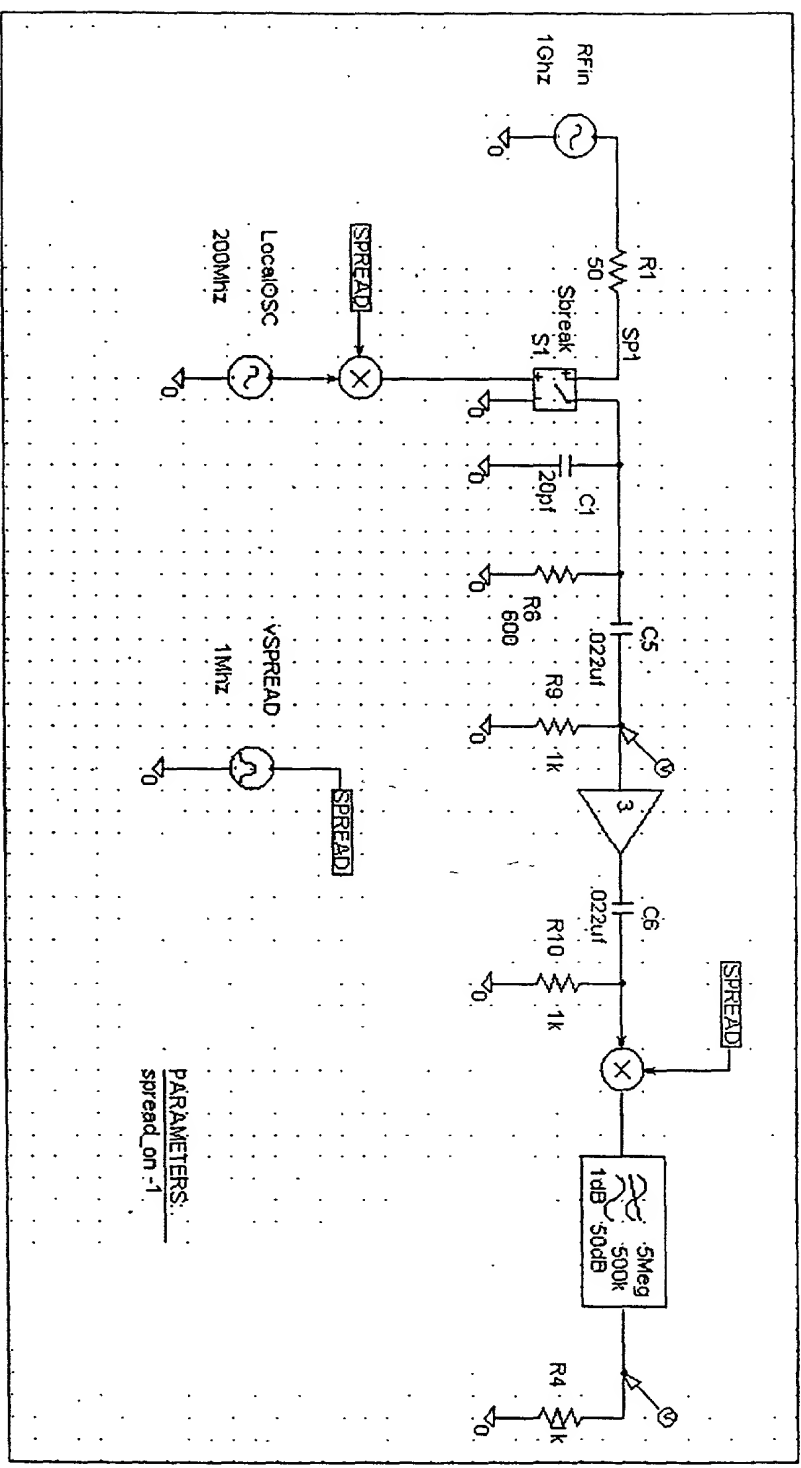 RFin
1Ghz
0
R1
50
SP1
Sbreak
S1
0
SPREAD
LocalOSC
200Mhz
0
C1
20pf
0
R6
600
0
C5
.022uf
R9
1k
0
3
C6
.022uf
R10
1k
0
SPREAD
.5Meg
500k
1dB 50dB
R4
1k
0
vSPREAD
1Mhz
0
SPREAD
PARAMETERS:
spread_on -1